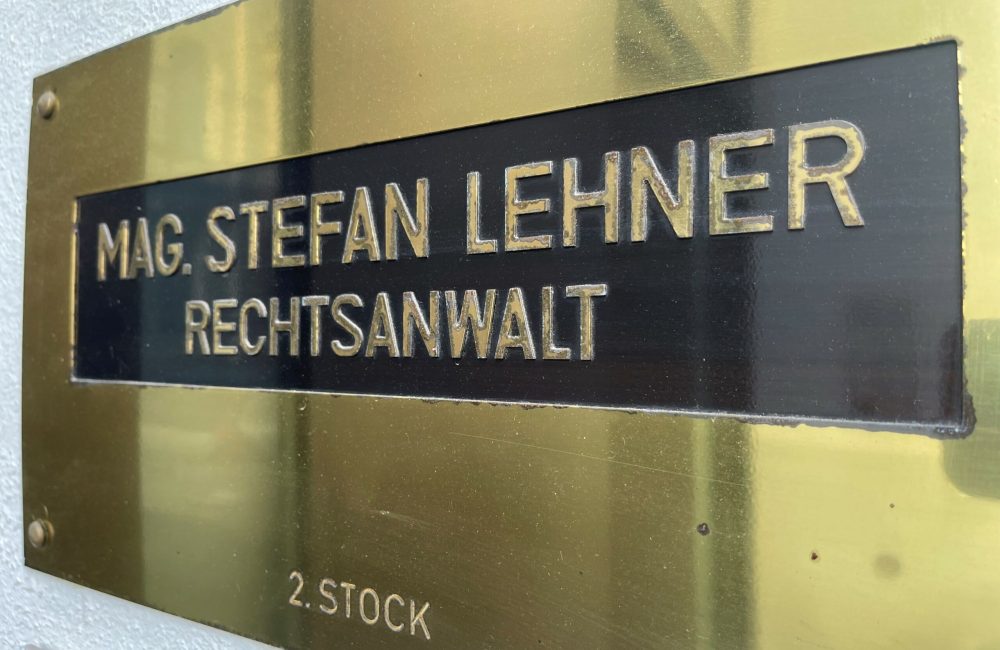 MAG. STEFAN LEHNER
RECHTSANWALT
2. STOCK